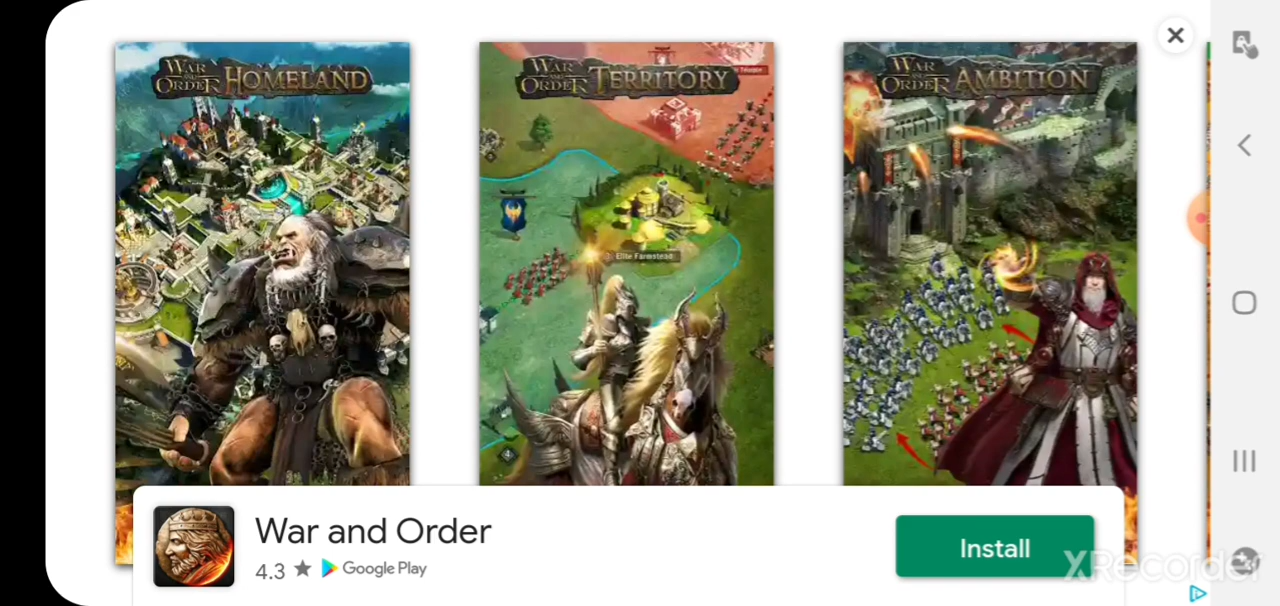 WAR AND ORDER HOMELAND
WAR AND ORDER TERRITORY
WAR AND ORDER AMBITION
Elite Farmstead
War and Order
4.3 ★ Google Play
Install
XRecorder